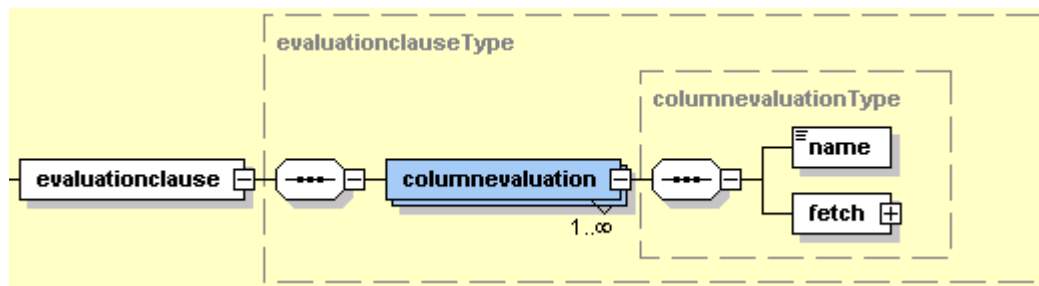 evaluationclauseType
columnevaluationType
name
evaluationclause
columnevaluation
fetch
1..∞